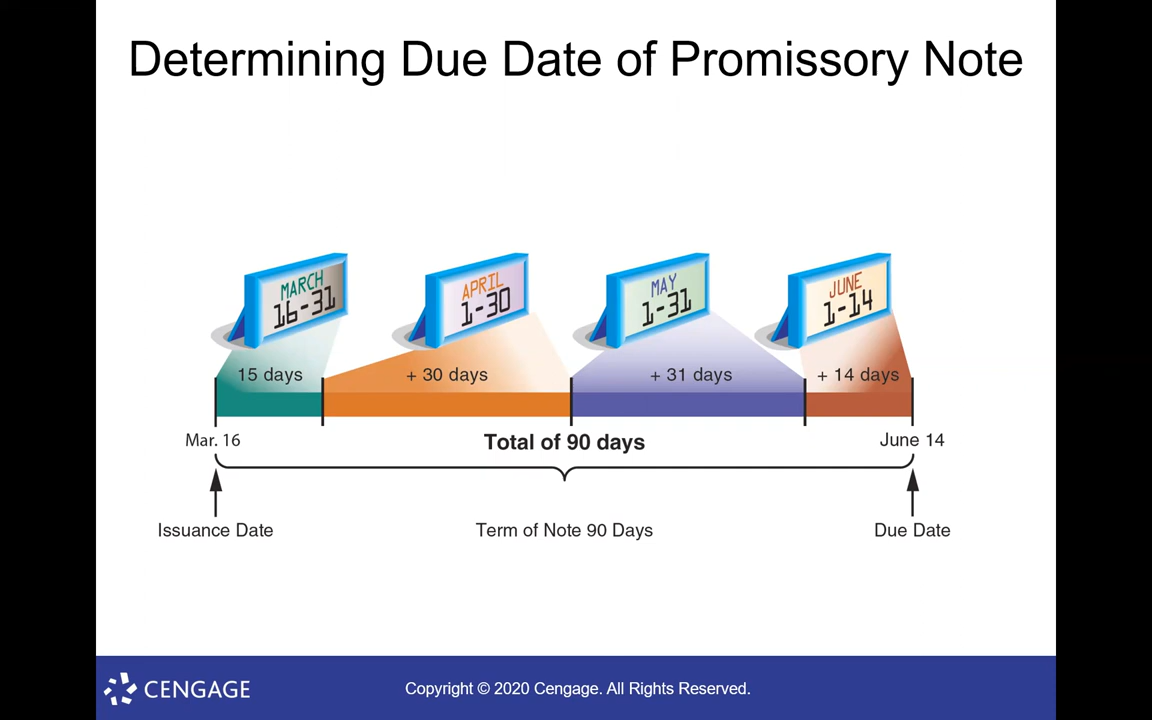 Determining Due Date of Promissory Note
MARCH
16-31
APRIL
1-30
MAY
1-31
JUNE
1-14
15 days
+ 30 days
+ 31 days
+ 14 days
Mar. 16
Total of 90 days
June 14
Issuance Date
Term of Note 90 Days
Due Date
CENGAGE
Copyright © 2020 Cengage. All Rights Reserved.